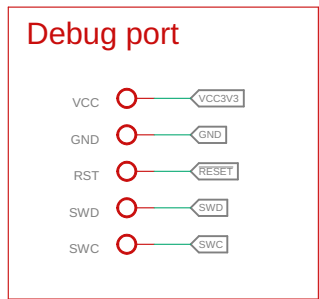 Debug port
VCC VCC3V3
GND GND
RST RESET
SWD SWD
SWC SWC